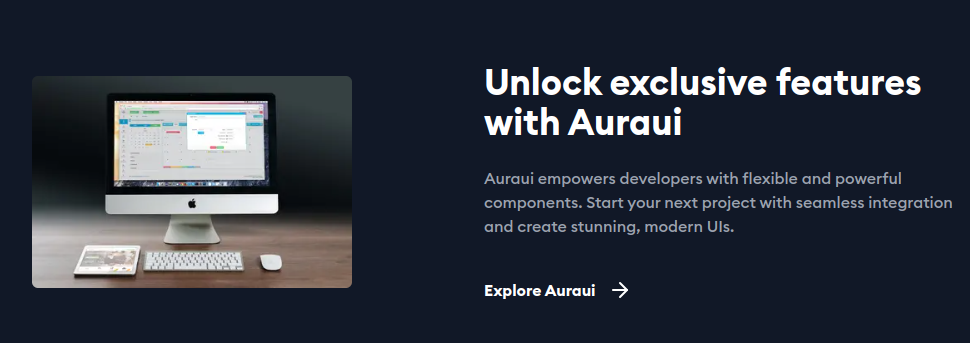 Unlock exclusive features
with Auraui
Auraui empowers developers with flexible and powerful
components. Start your next project with seamless integration
and create stunning, modern UIs.
Explore Auraui